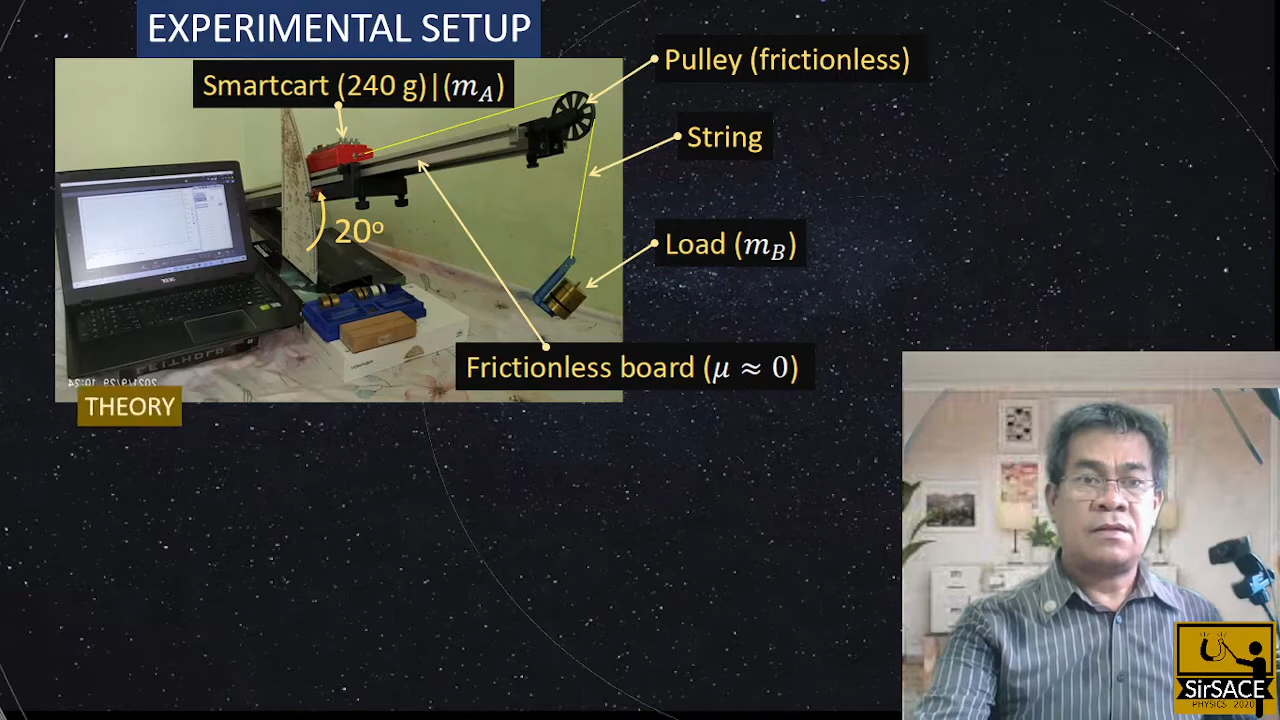 EXPERIMENTAL SETUP
Smartcart (240 g)|(m_A)
Pulley (frictionless)
String
20°
Load (m_B)
Frictionless board (μ ≈ 0)
THEORY
SirSACE
PHYSICS 2020